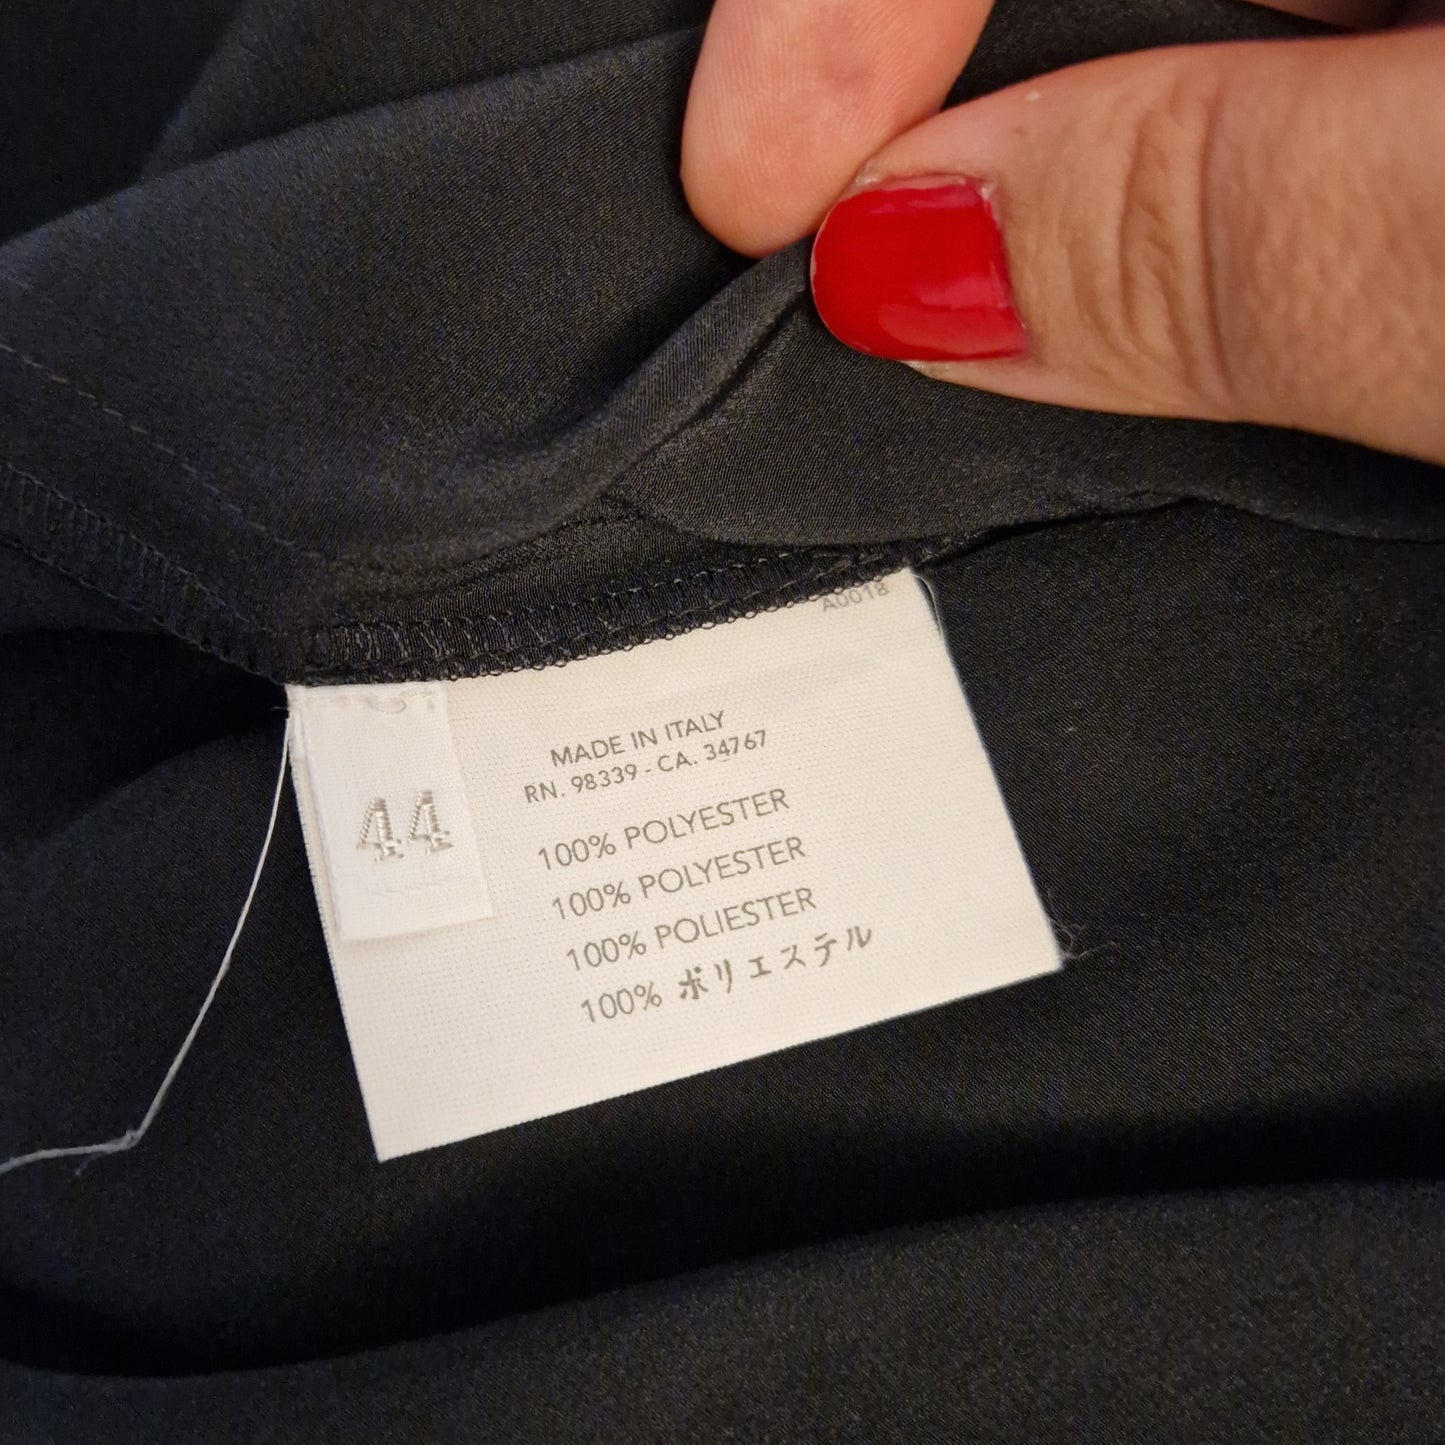 A0018
MADE IN ITALY
RN. 98339 - CA. 34767
44
100% POLYESTER
100% POLYESTER
100% POLIESTER
100% ポリエステル